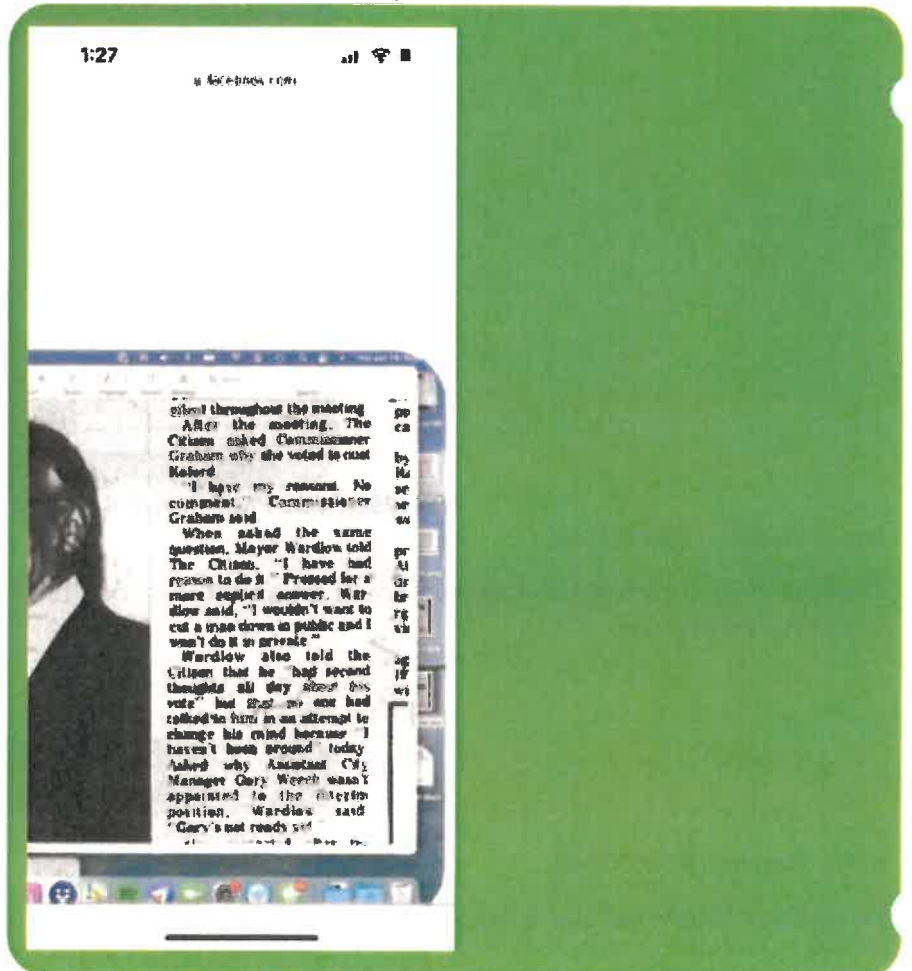 1:27
facebook.com
throughout the meeting
After the meeting, The
Citizen asked Commissioner
Graham why she voted to oust
"I have my reasons. No
comment," Commissioner
Graham said
When asked the same
question, Mayor Wardlow told
The Citizen, "I have had
reason to do it." Pressed for a
more explicit answer, War-
dlow said, "I wouldn't want to
cut a man down in public and I
won't do it in private."
Wardlow also told the
Citizen that he "had second
thoughts all day about his
vote" but that no one had
talked to him in an attempt to
change his mind because "I
haven't been around" today
Asked why Assistant City
Manager Gary Weech wasn't
appointed to the interim
position, Wardlow said
"Gary's not ready yet